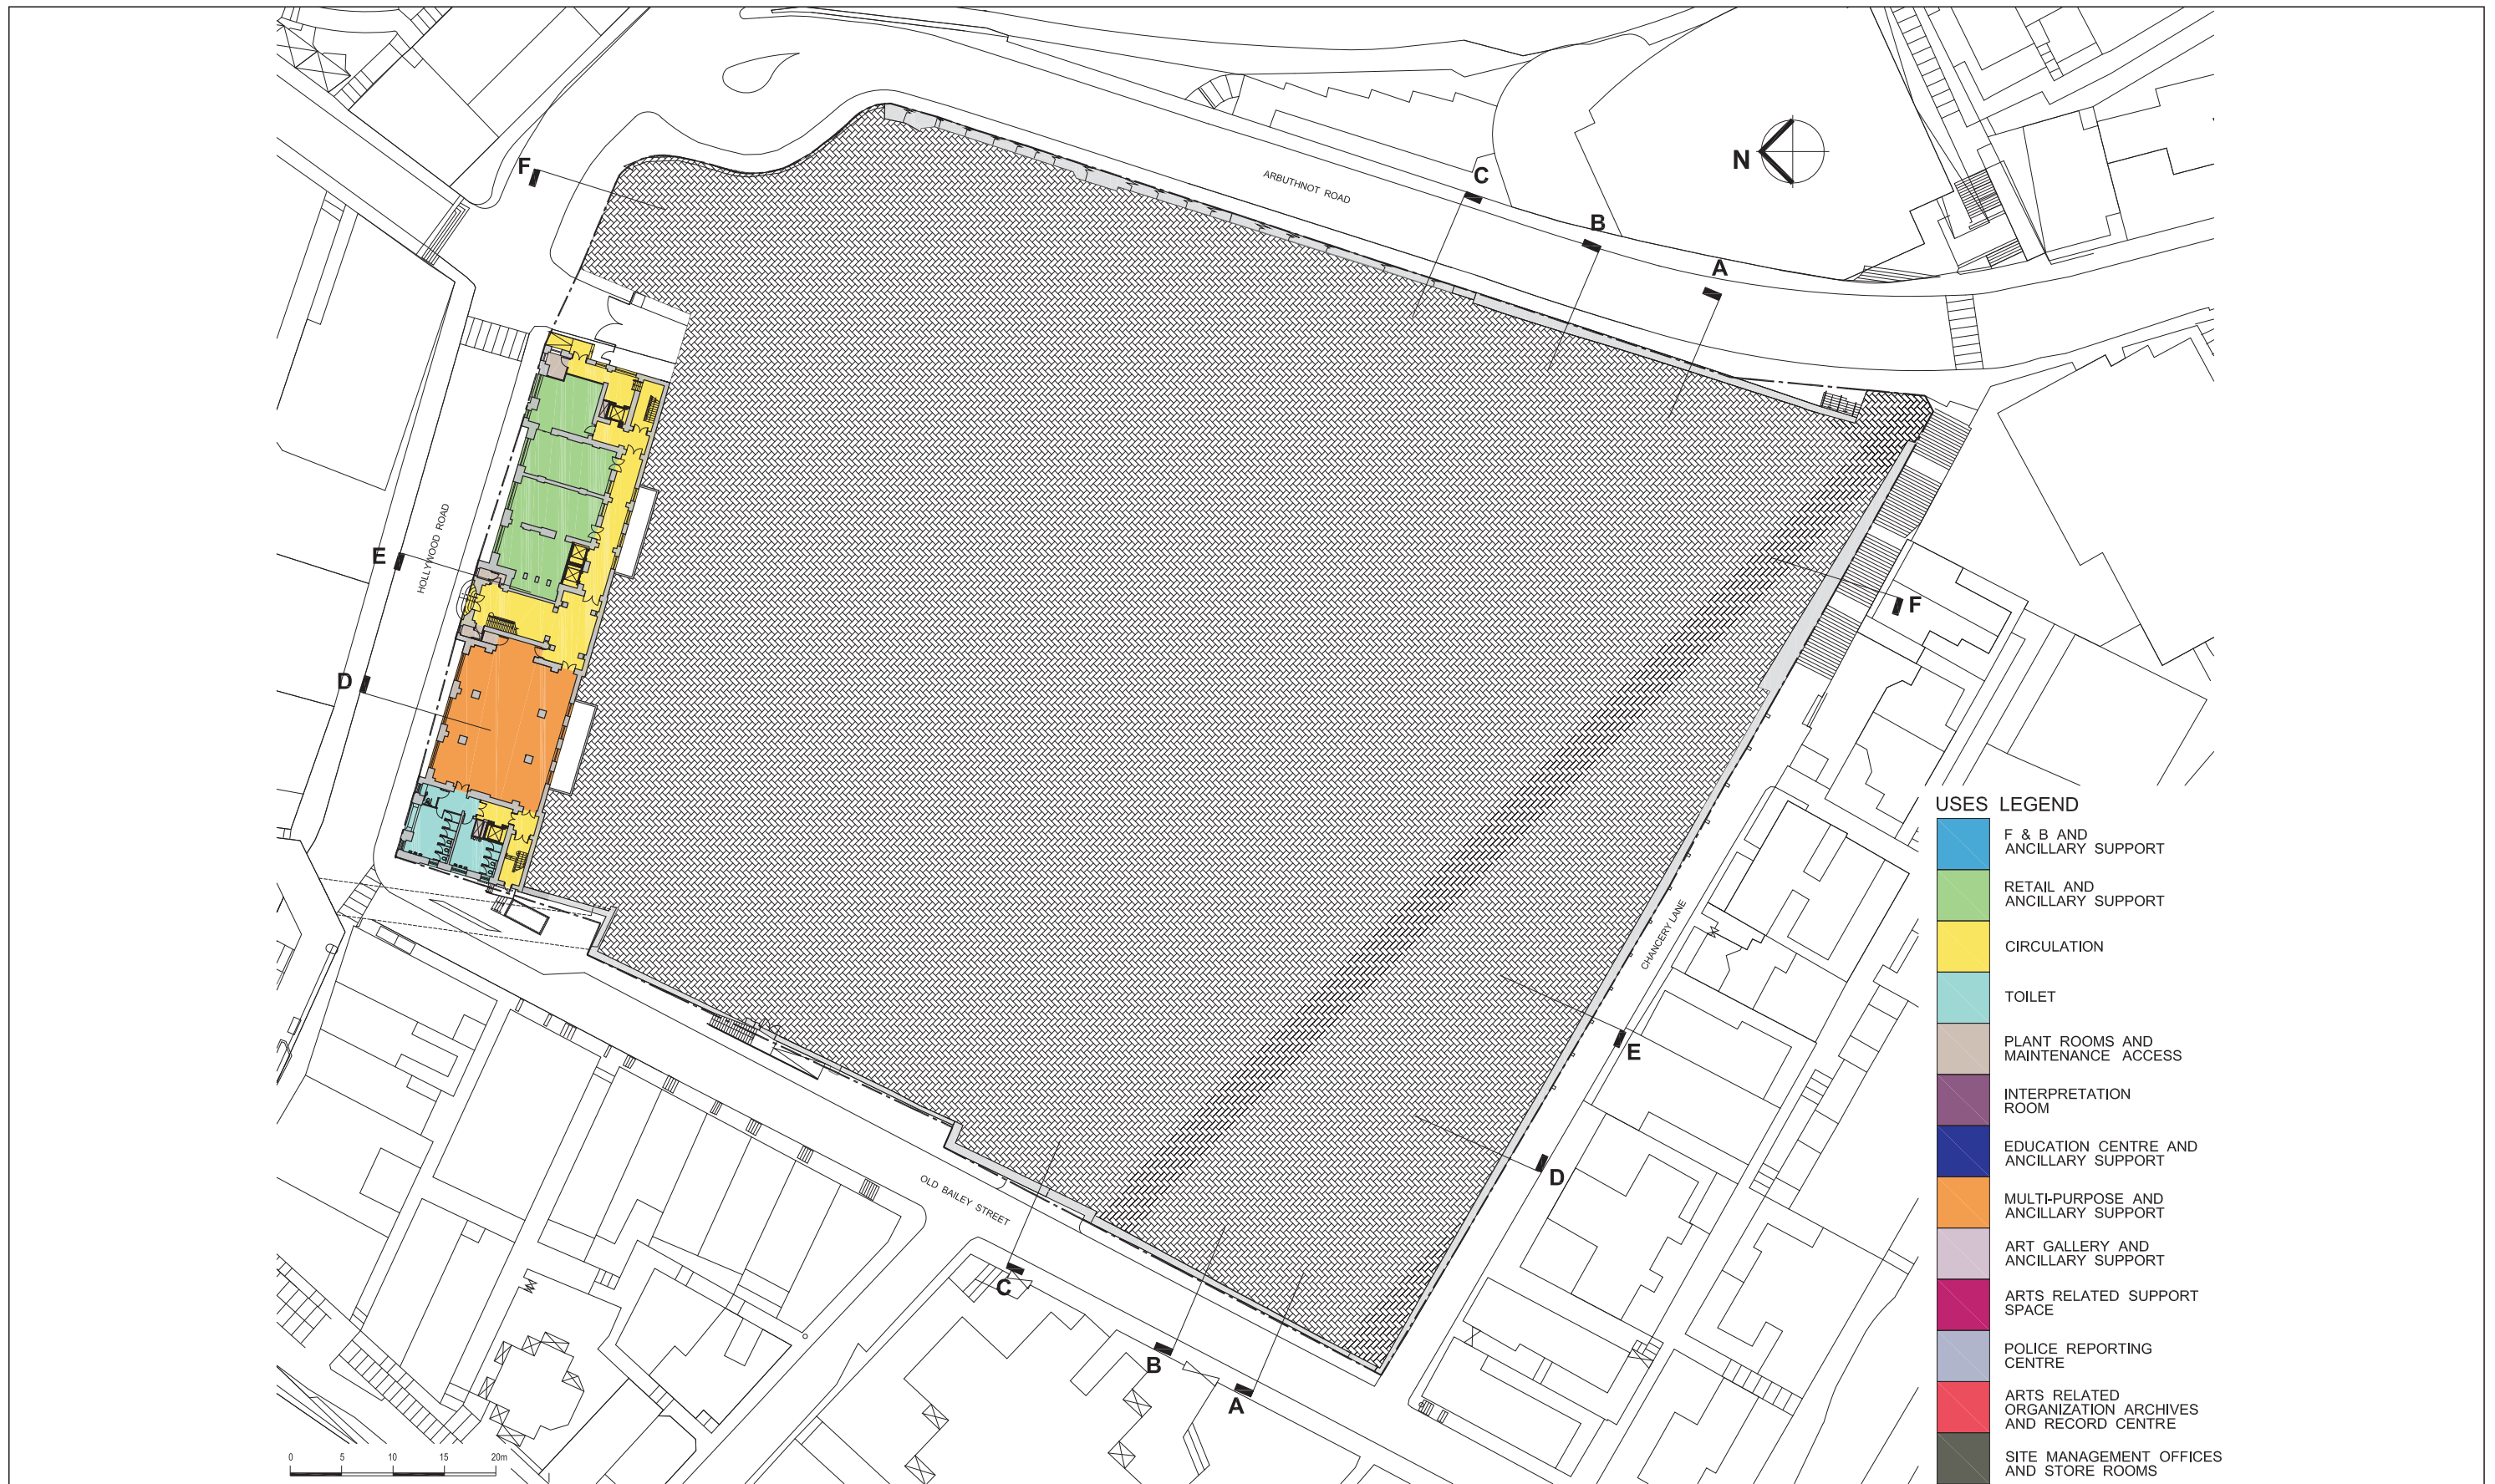 F
C
ARBUTHNOT ROAD
N
B
A
HOLLYWOOD ROAD
E
F
D
USES LEGEND
F & B AND
ANCILLARY SUPPORT
RETAIL AND
ANCILLARY SUPPORT
CIRCULATION
TOILET
PLANT ROOMS AND
MAINTENANCE ACCESS
INTERPRETATION
ROOM
EDUCATION CENTRE AND
ANCILLARY SUPPORT
MULTI-PURPOSE AND
ANCILLARY SUPPORT
ART GALLERY AND
ANCILLARY SUPPORT
ARTS RELATED SUPPORT
SPACE
POLICE REPORTING
CENTRE
ARTS RELATED
ORGANIZATION ARCHIVES
AND RECORD CENTRE
SITE MANAGEMENT OFFICES
AND STORE ROOMS
CHANCERY LANE
E
D
OLD BAILEY STREET
C
B
A
0 5 10 15 20m